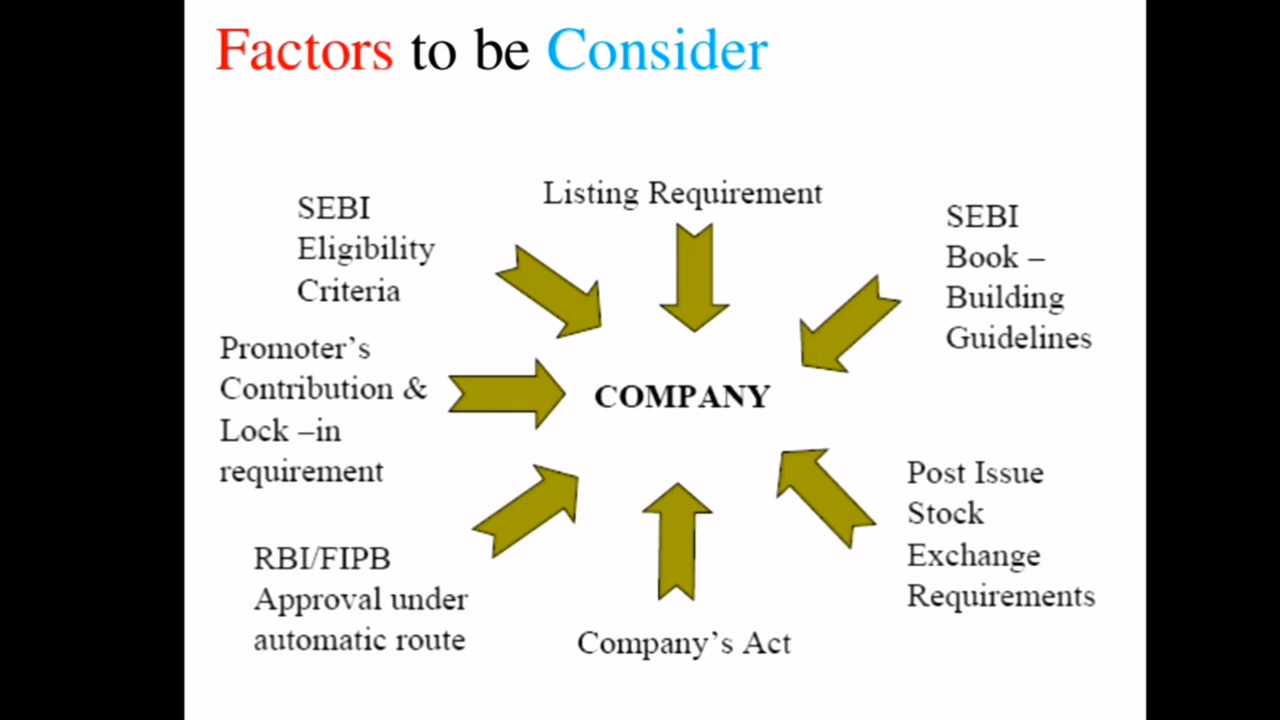 Factors to be Consider
Listing Requirement
SEBI
Eligibility
Criteria
SEBI
Book –
Building
Guidelines
Promoter’s
Contribution &
Lock –in
requirement
COMPANY
RBI/FIPB
Approval under
automatic route
Company’s Act
Post Issue
Stock
Exchange
Requirements